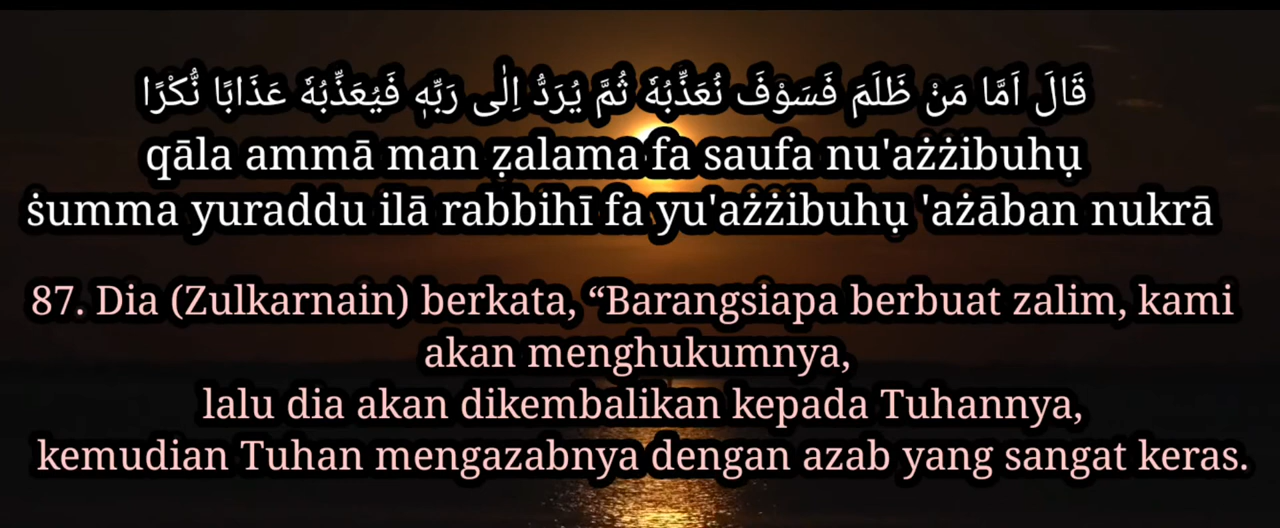 قَالَ اَمَّا مَنْ ظَلَمَ فَسَوْفَ نُعَذِّبُهٗ ثُمَّ يُرَدُّ اِلٰى رَبِّهٖ فَيُعَذِّبُهٗ عَذَابًا نُّكْرًا
qāla ammā man ẓalama fa saufa nu'ażżibuhụ
ṡumma yuraddu ilā rabbihī fa yu'ażżibuhụ 'ażāban nukrā
87. Dia (Zulkarnain) berkata, “Barangsiapa berbuat zalim, kami
akan menghukumnya,
lalu dia akan dikembalikan kepada Tuhannya,
kemudian Tuhan mengazabnya dengan azab yang sangat keras.